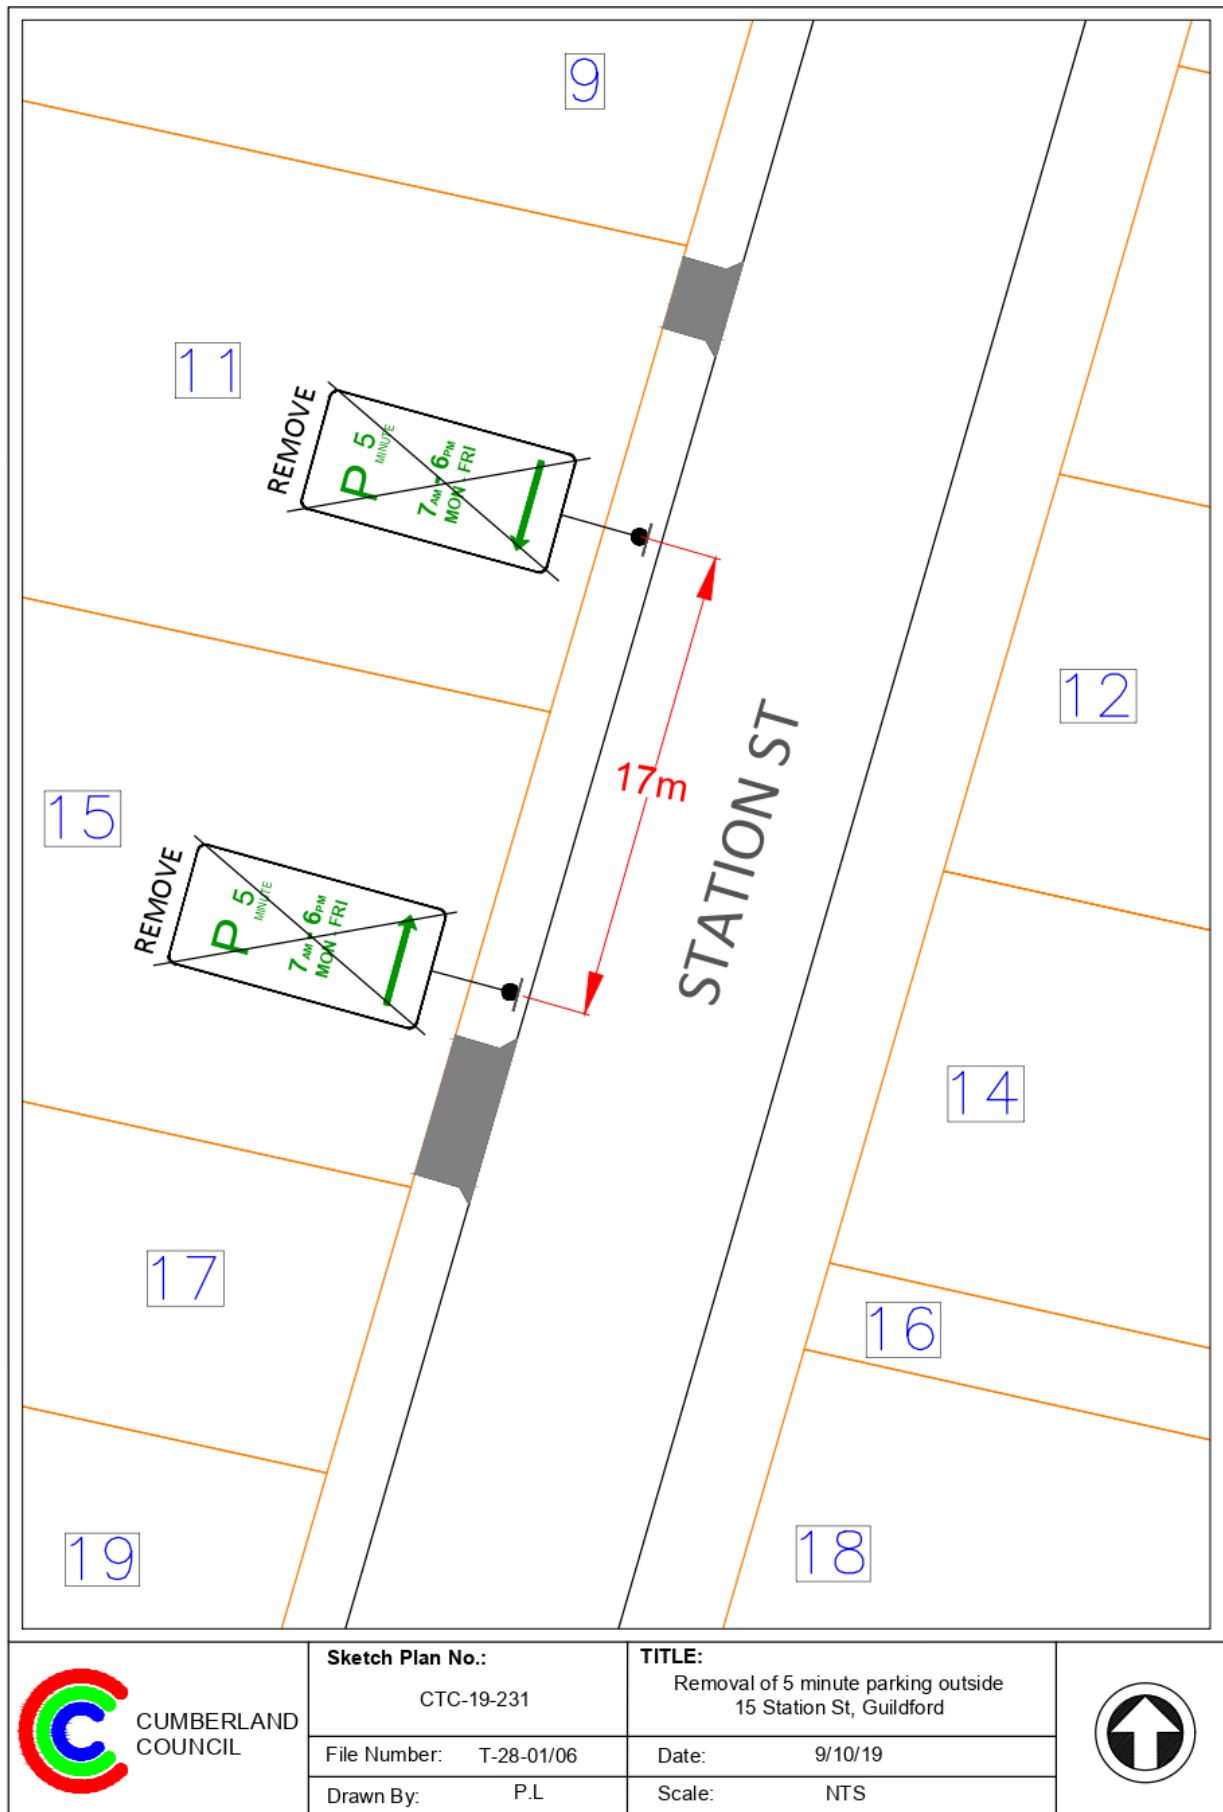 9
11
REMOVE
P 5
MINUTE
7AM - 6PM
MON - FRI
12
17m
STATION ST
15
REMOVE
P 5
MINUTE
7AM - 6PM
MON - FRI
14
17
16
19
18
CUMBERLAND
COUNCIL
Sketch Plan No.:
CTC-19-231
File Number: T-28-01/06
Drawn By: P.L
TITLE:
Removal of 5 minute parking outside
15 Station St, Guildford
Date: 9/10/19
Scale: NTS